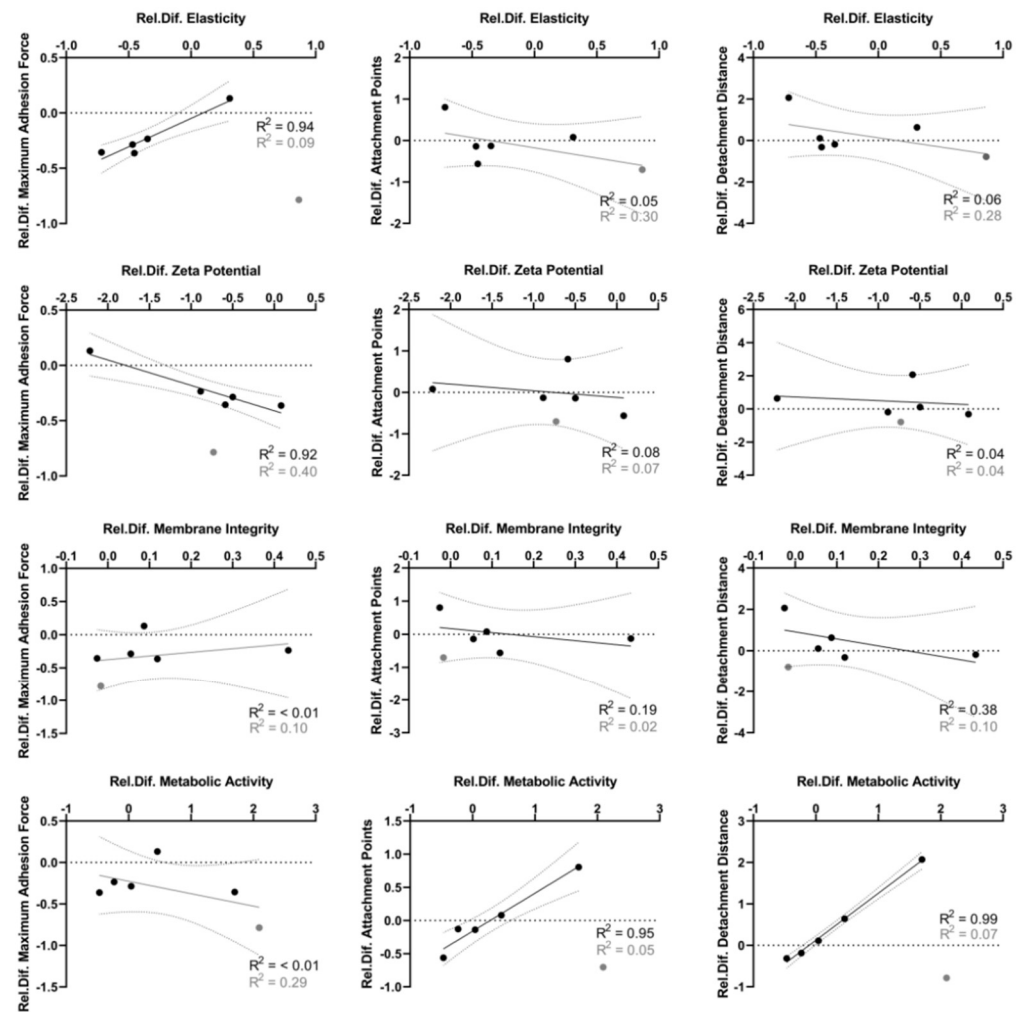 Rel.Dif. Elasticity
-1.0 -0.5 0.0 0.5 1.0
Rel.Dif. Maximum Adhesion Force
0.5
0.0
-0.5
-1.0
R² = 0.94
R² = 0.09
Rel.Dif. Elasticity
-1.0 -0.5 0.0 0.5 1.0
Rel.Dif. Attachment Points
2
1
0
-1
-2
R² = 0.05
R² = 0.30
Rel.Dif. Elasticity
-1.0 -0.5 0.0 0.5 1.0
Rel.Dif. Detachment Distance
4
2
0
-2
-4
R² = 0.06
R² = 0.28
Rel.Dif. Zeta Potential
-2.5 -2.0 -1.5 -1.0 -0.5 0.0 0.5
Rel.Dif. Maximum Adhesion Force
0.5
0.0
-0.5
-1.0
R² = 0.92
R² = 0.40
Rel.Dif. Zeta Potential
-2.5 -2.0 -1.5 -1.0 -0.5 0.0 0.5
Rel.Dif. Attachment Points
2
1
0
-1
-2
R² = 0.08
R² = 0.07
Rel.Dif. Zeta Potential
-2.5 -2.0 -1.5 -1.0 -0.5 0.0 0.5
Rel.Dif. Detachment Distance
6
4
2
0
-2
-4
R² = 0.04
R² = 0.04
Rel.Dif. Membrane Integrity
-0.1 0.0 0.1 0.2 0.3 0.4 0.5
Rel.Dif. Maximum Adhesion Force
1.0
0.5
0.0
-0.5
-1.0
-1.5
R² = < 0.01
R² = 0.10
Rel.Dif. Membrane Integrity
-0.1 0.0 0.1 0.2 0.3 0.4 0.5
Rel.Dif. Attachment Points
2
1
0
-1
-2
-3
R² = 0.19
R² = 0.02
Rel.Dif. Membrane Integrity
-0.1 0.0 0.1 0.2 0.3 0.4 0.5
Rel.Dif. Detachment Distance
4
2
0
-2
-4
R² = 0.38
R² = 0.10
Rel.Dif. Metabolic Activity
-1 0 1 2 3
Rel.Dif. Maximum Adhesion Force
0.5
0.0
-0.5
-1.0
-1.5
R² = < 0.01
R² = 0.29
Rel.Dif. Metabolic Activity
-1 0 1 2 3
Rel.Dif. Attachment Points
1.5
1.0
0.5
0.0
-0.5
-1.0
R² = 0.95
R² = 0.05
Rel.Dif. Metabolic Activity
-1 0 1 2 3
Rel.Dif. Detachment Distance
3
2
1
0
-1
R² = 0.99
R² = 0.07